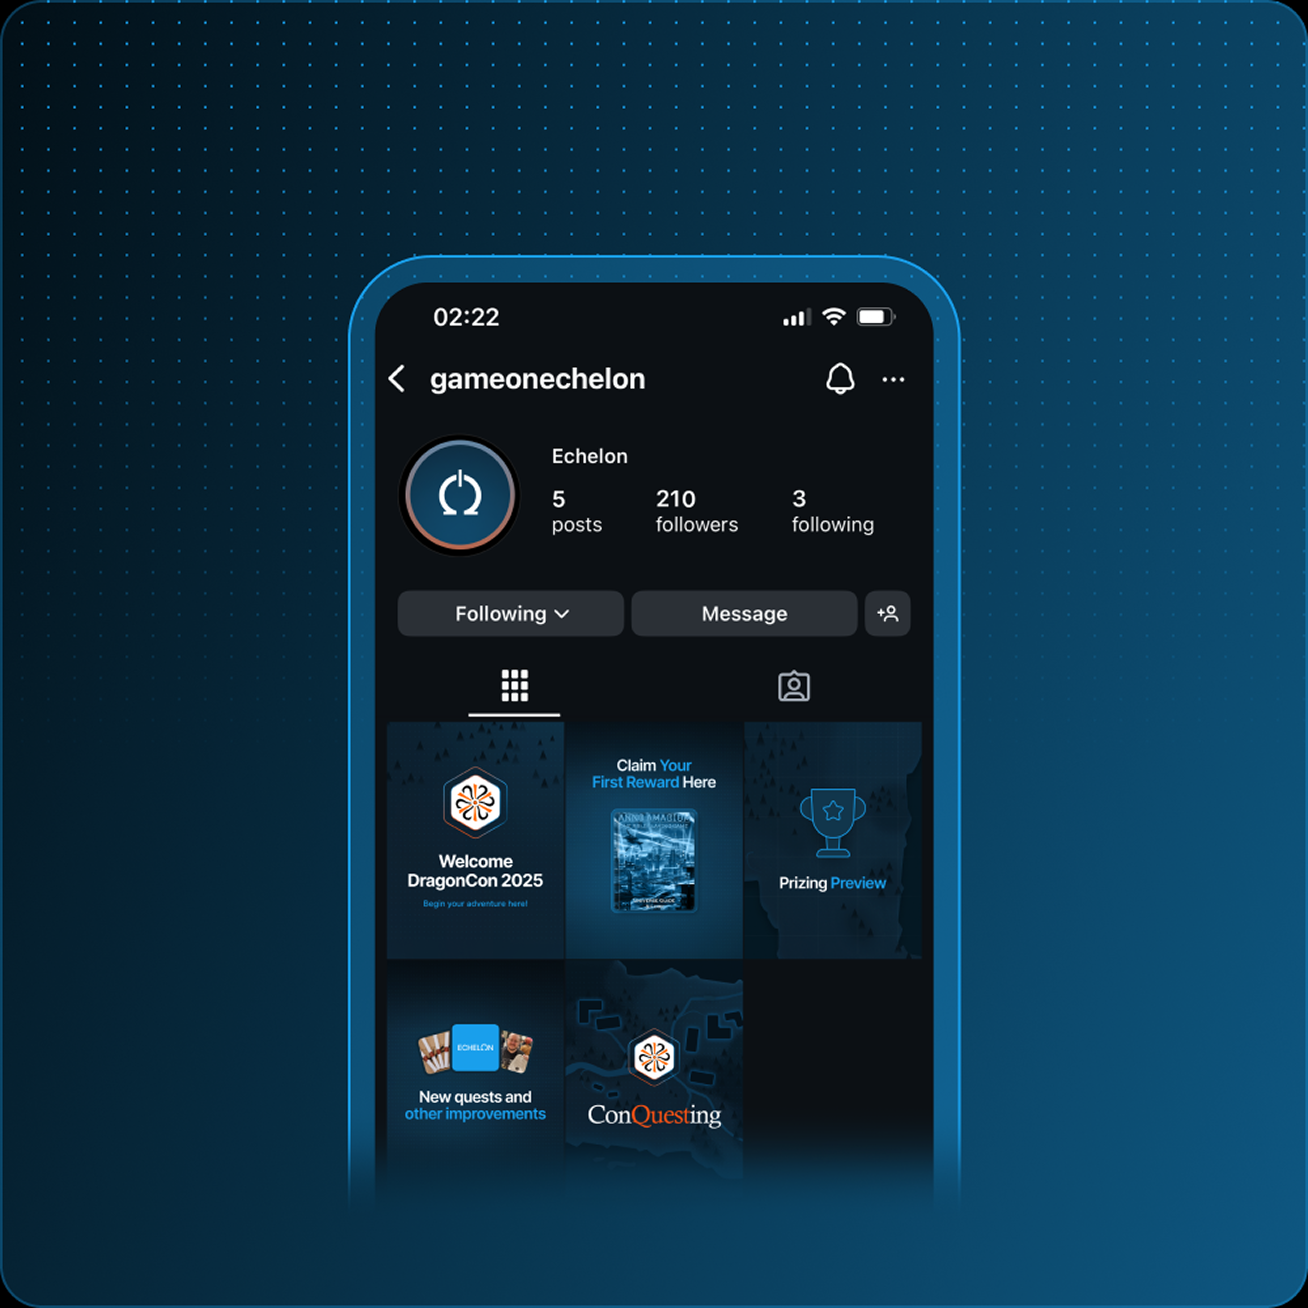 02:22
gameonechelon
Echelon
5 210 3
posts followers following
Following Message
Welcome
DragonCon 2025
Begin your adventure here!
Claim Your
First Reward Here
Prizing Preview
ECHELON
New quests and
other improvements
ConQuesting